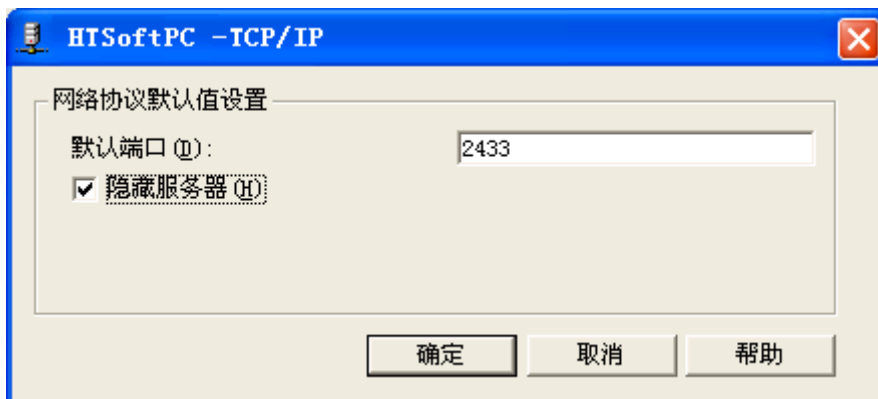 HTSoftPC -TCP/IP
网络协议默认值设置
默认端口(D):
2433
隐藏服务器(H)
确定
取消
帮助